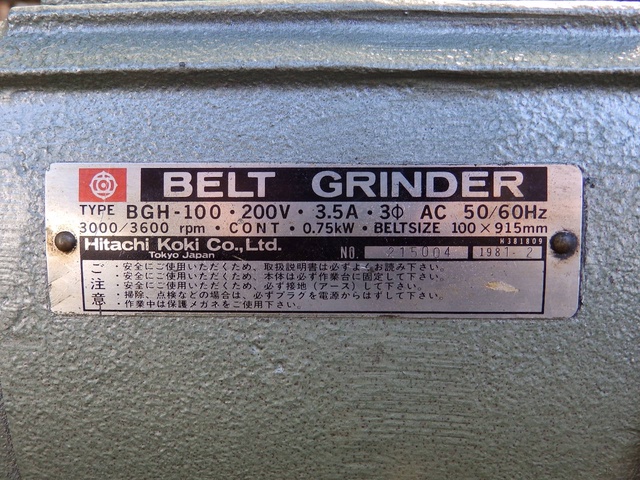 BELT GRINDER
TYPE BGH-100・200V・3.5A・3Φ AC 50/60Hz
3000/3600 rpm・CONT・0.75kW・BELTSIZE 100×915mm
N381809
Hitachi Koki Co.,Ltd.
Tokyo Japan
NO. 215004 1981-2
ご注意
・安全にご使用いただくため、取扱説明書は必ずよくお読み下さい。
・安全にご使用いただくため、本体は必ず作業台に固定して下さい。
・安全にご使用いただくため、必ず接地(アース)して下さい。
・掃除、点検などの場合は、必ずプラグを電源からはずして下さい。
・作業中は保護メガネをご使用下さい。